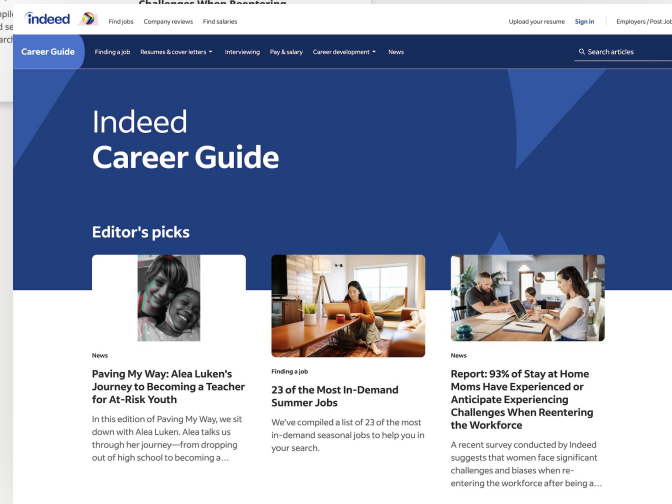 Challenges When Reentering
indeed
Find jobs
Company reviews
Find salaries
Upload your resume
Sign in
Employers / Post Job
Career Guide
Finding a job
Resumes & cover letters
Interviewing
Pay & salary
Career development
News
Search articles
Indeed
Career Guide
Editor's picks
News
Paving My Way: Alea Luken's
Journey to Becoming a Teacher
for At-Risk Youth
In this edition of Paving My Way, we sit
down with Alea Luken. Alea talks us
through her journey—from dropping
out of high school to becoming a…
Finding a job
23 of the Most In-Demand
Summer Jobs
We've compiled a list of 23 of the most
in-demand seasonal jobs to help you in
your search.
News
Report: 93% of Stay at Home
Moms Have Experienced or
Anticipate Experiencing
Challenges When Reentering
the Workforce
A recent survey conducted by Indeed
suggests that women face significant
challenges and biases when re-
entering the workforce after being a…